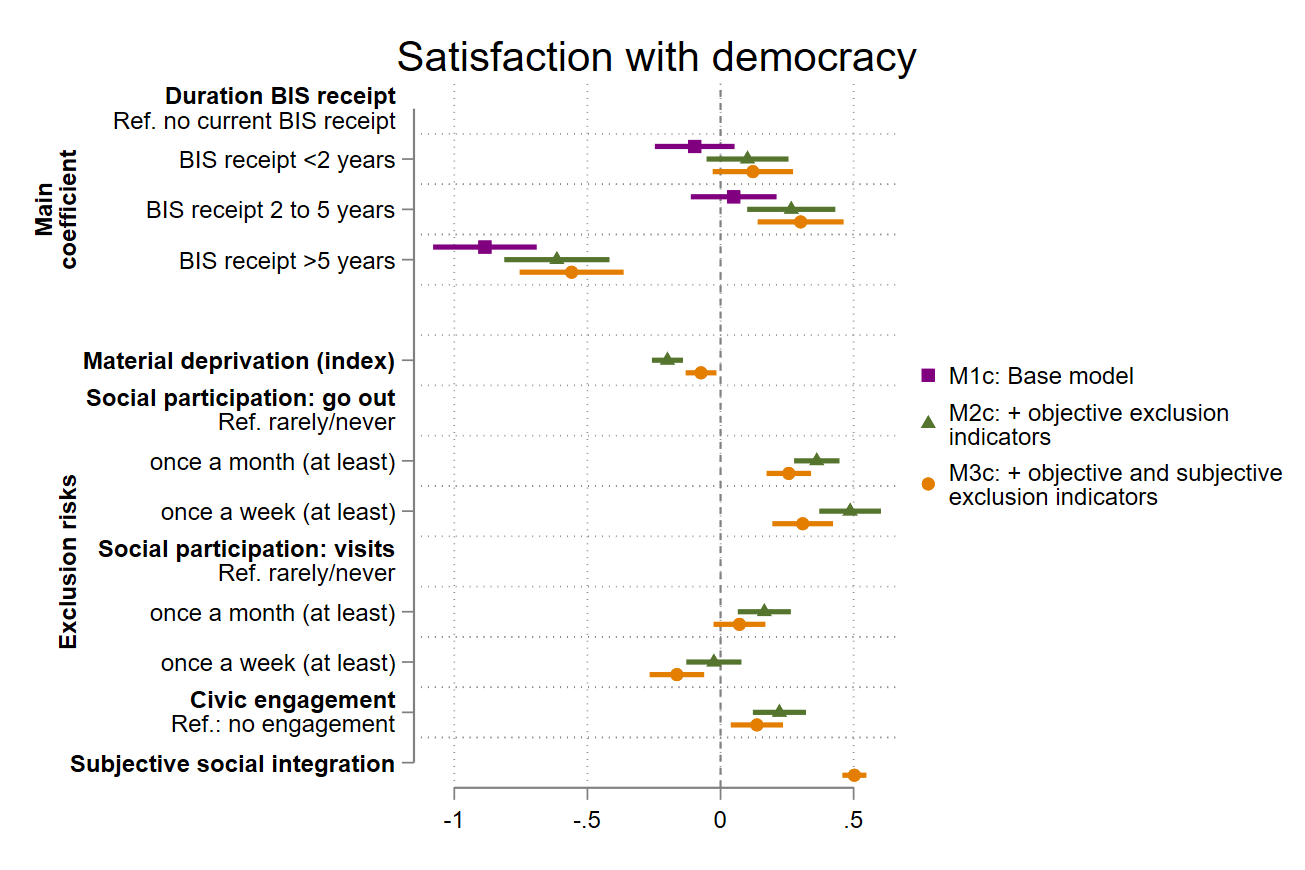 Satisfaction with democracy
Main
coefficient
Duration BIS receipt
Ref. no current BIS receipt
BIS receipt <2 years
BIS receipt 2 to 5 years
BIS receipt >5 years
Exclusion risks
Material deprivation (index)
Social participation: go out
Ref. rarely/never
once a month (at least)
once a week (at least)
Social participation: visits
Ref. rarely/never
once a month (at least)
once a week (at least)
Civic engagement
Ref.: no engagement
Subjective social integration
-1 -.5 0 .5
M1c: Base model
M2c: + objective exclusion
indicators
M3c: + objective and subjective
exclusion indicators